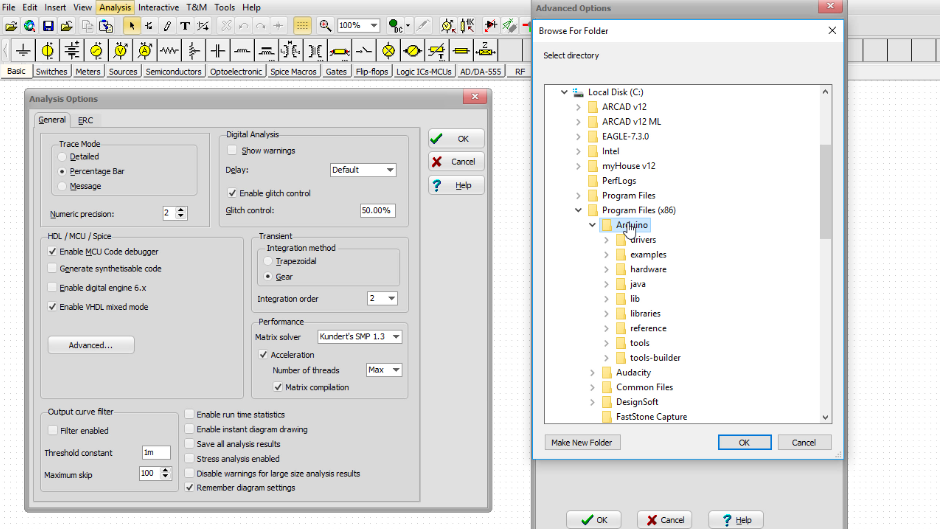 File View Insert Edit Analysis Interactive T&M Tools Help
100%
DC
Basic Switches Meters Sources Semiconductors Optoelectronic Spice Macros Gates Flip-flops Logic ICs-MCUs AD/DA-555 RF
Analysis Options
General ERC
Trace Mode
Detailed
Percentage Bar
Message
Numeric precision: 2
HDL / MCU / Spice
Enable MCU Code debugger
Generate synthetisable code
Enable digital engine 6.x
Enable VHDL mixed mode
Advanced...
Output curve filter
Filter enabled
Threshold constant 1m
Maximum skip 100
Digital Analysis
Show warnings
Delay: Default
Enable glitch control
Glitch control: 50.00%
Transient
Integration method
Trapezoidal
Gear
Integration order 2
Performance
Matrix solver Kundert's SMP 1.3
Acceleration
Number of threads Max
Matrix compilation
Enable run time statistics
Enable instant diagram drawing
Save all analysis results
Stress analysis enabled
Disable warnings for large size analysis results
Remember diagram settings
OK
Cancel
Help
Advanced Options
Browse For Folder
Select directory
Local Disk (C:)
ARCAD v12
ARCAD v12 ML
EAGLE-7.3.0
Intel
myHouse v12
PerfLogs
Program Files
Program Files (x86)
Arduino
drivers
examples
hardware
java
lib
libraries
reference
tools
tools-builder
Audacity
Common Files
DesignSoft
FastStone Capture
Make New Folder OK Cancel
OK Cancel Help